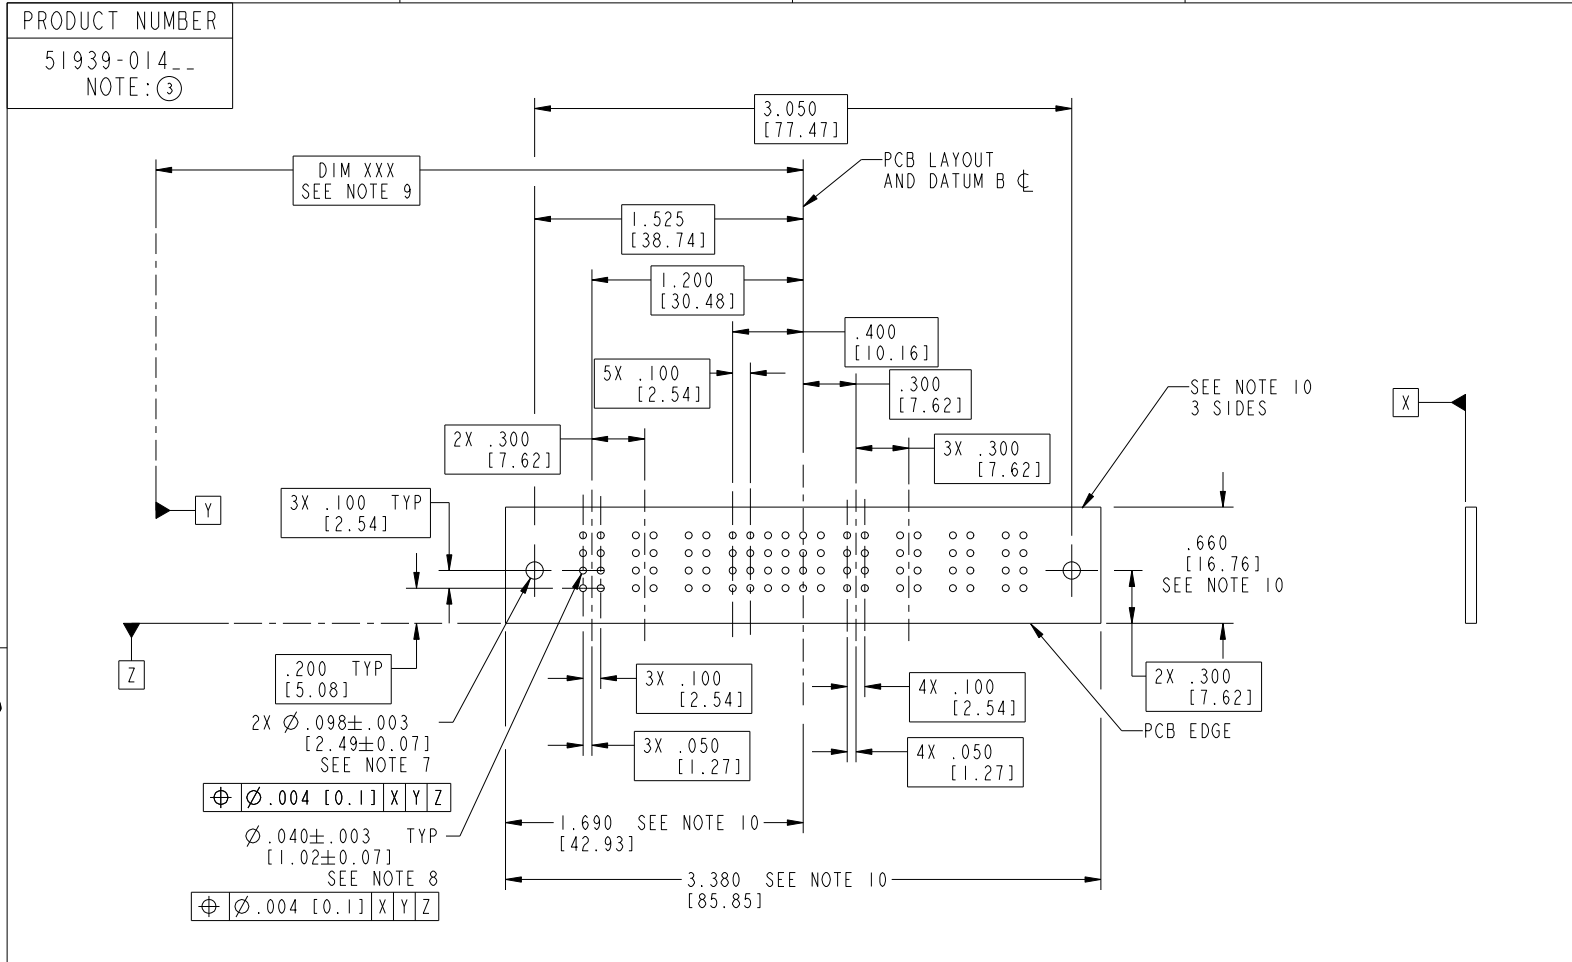 PRODUCT NUMBER
51939-014__
NOTE: 3
3.050
[77.47]
DIM XXX
SEE NOTE 9
PCB LAYOUT
AND DATUM B ℄
1.525
[38.74]
1.200
[30.48]
.400
[10.16]
5X .100
[2.54]
.300
[7.62]
SEE NOTE 10
3 SIDES
X
2X .300
[7.62]
3X .300
[7.62]
3X .100 TYP
[2.54]
Y
.660
[16.76]
SEE NOTE 10
Z
.200 TYP
[5.08]
3X .100
[2.54]
4X .100
[2.54]
2X .300
[7.62]
2X Ø.098±.003
[2.49±0.07]
SEE NOTE 7
PCB EDGE
3X .050
[1.27]
4X .050
[1.27]
⌖ Ø.004 [0.1] X Y Z
Ø.040±.003 TYP
[1.02±0.07]
SEE NOTE 8
1.690 SEE NOTE 10
[42.93]
⌖ Ø.004 [0.1] X Y Z
3.380 SEE NOTE 10
[85.85]